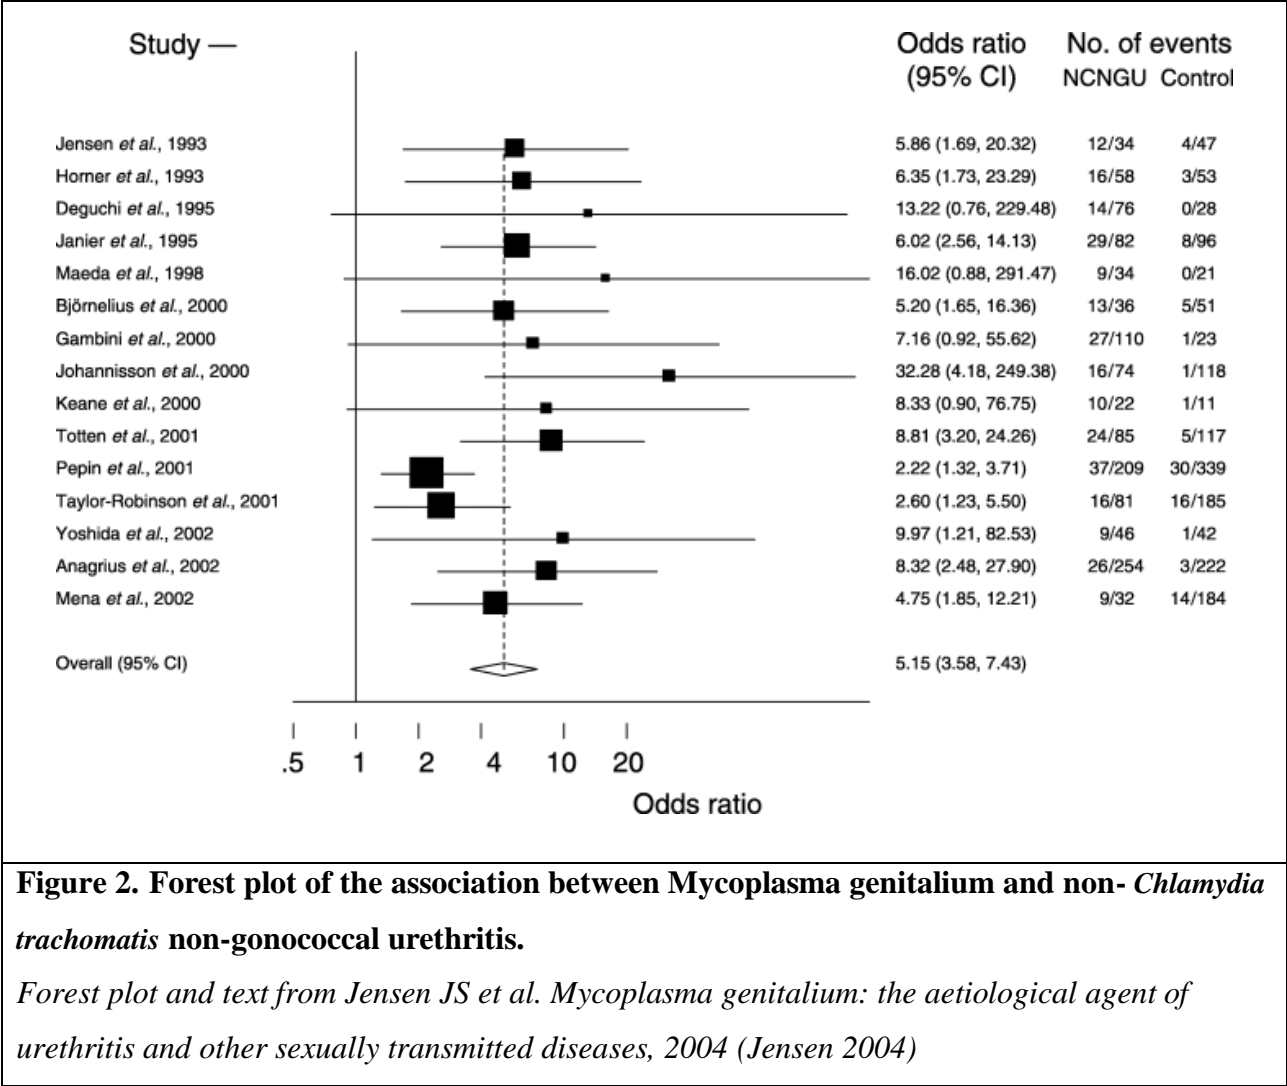 Study — Odds ratio No. of events
(95% CI) NCNGU Control
Jensen et al., 1993 5.86 (1.69, 20.32) 12/34 4/47
Horner et al., 1993 6.35 (1.73, 23.29) 16/58 3/53
Deguchi et al., 1995 13.22 (0.76, 229.48) 14/76 0/28
Janier et al., 1995 6.02 (2.56, 14.13) 29/82 8/96
Maeda et al., 1998 16.02 (0.88, 291.47) 9/34 0/21
Björnelius et al., 2000 5.20 (1.65, 16.36) 13/36 5/51
Gambini et al., 2000 7.16 (0.92, 55.62) 27/110 1/23
Johannisson et al., 2000 32.28 (4.18, 249.38) 16/74 1/118
Keane et al., 2000 8.33 (0.90, 76.75) 10/22 1/11
Totten et al., 2001 8.81 (3.20, 24.26) 24/85 5/117
Pepin et al., 2001 2.22 (1.32, 3.71) 37/209 30/339
Taylor-Robinson et al., 2001 2.60 (1.23, 5.50) 16/81 16/185
Yoshida et al., 2002 9.97 (1.21, 82.53) 9/46 1/42
Anagrius et al., 2002 8.32 (2.48, 27.90) 26/254 3/222
Mena et al., 2002 4.75 (1.85, 12.21) 9/32 14/184
Overall (95% CI) 5.15 (3.58, 7.43)
.5 1 2 4 10 20
Odds ratio
Figure 2. Forest plot of the association between Mycoplasma genitalium and non- Chlamydia
trachomatis non-gonococcal urethritis.
Forest plot and text from Jensen JS et al. Mycoplasma genitalium: the aetiological agent of
urethritis and other sexually transmitted diseases, 2004 (Jensen 2004)